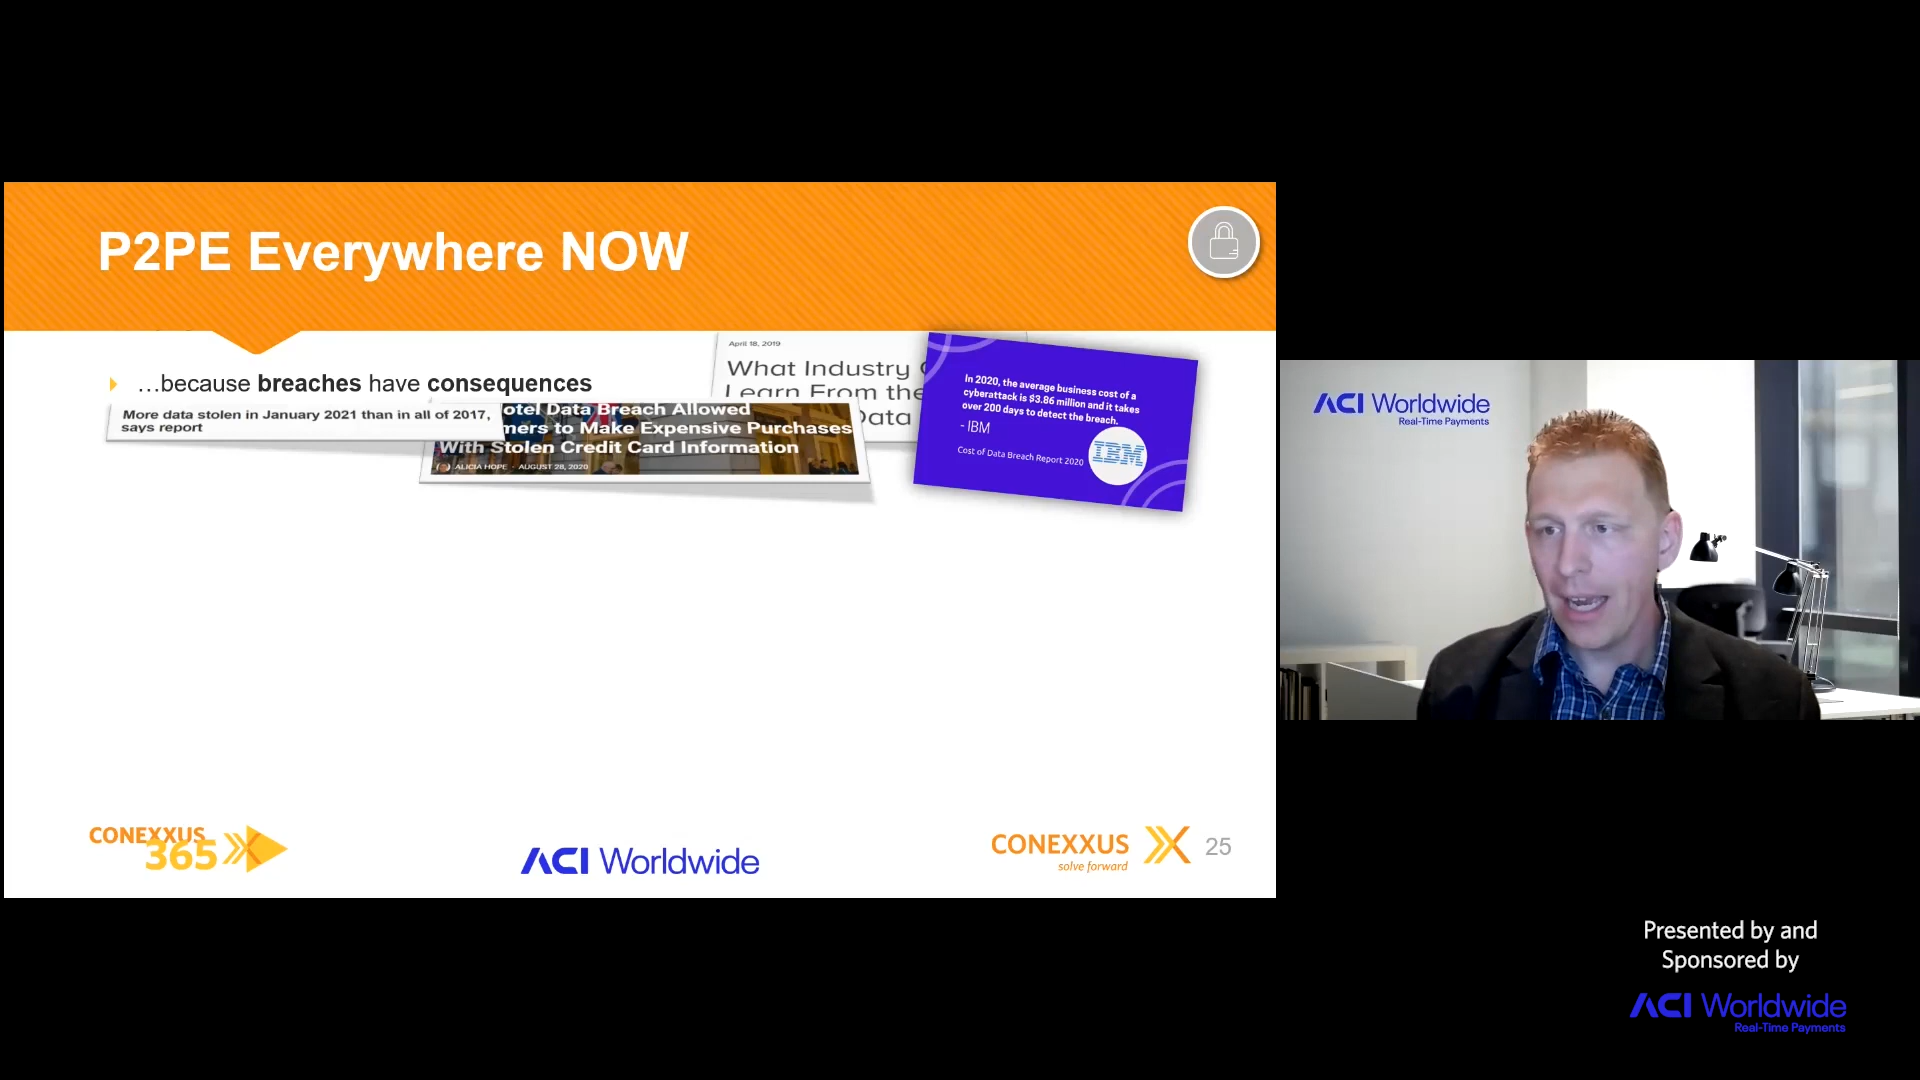 P2PE Everywhere NOW
…because breaches have consequences
More data stolen in January 2021 than in all of 2017,
says report
otel Data Breach Allowed
mers to Make Expensive Purchases
With Stolen Credit Card Information
ALICIA HOPE · AUGUST 28, 2020
April 18, 2019
What Industry
Learn From the
Data
In 2020, the average business cost of a
cyberattack is $3.86 million and it takes
over 200 days to detect the breach.
- IBM
Cost of Data Breach Report 2020
IBM
CONEXXUS
365
ACI Worldwide
CONEXXUS
solve forward
25
ACI Worldwide
Real-Time Payments
Presented by and
Sponsored by
ACI Worldwide
Real-Time Payments